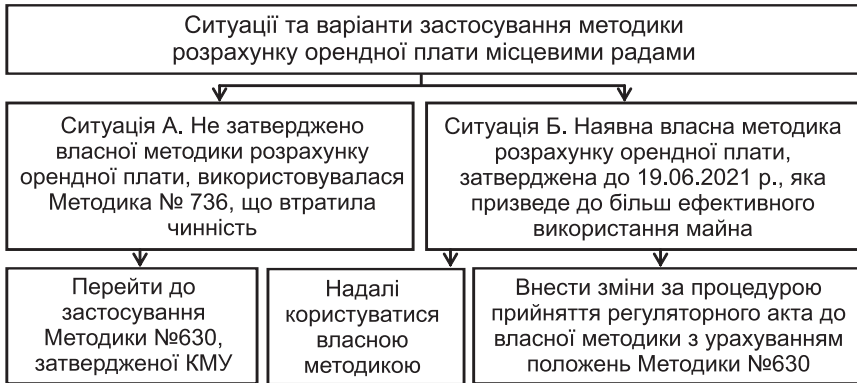 Ситуації та варіанти застосування методики
розрахунку орендної плати місцевими радами
Ситуація А. Не затверджено
власної методики розрахунку
орендної плати, використовувалася
Методика № 736, що втратила
чинність
Ситуація Б. Наявна власна методика
розрахунку орендної плати,
затверджена до 19.06.2021 р., яка
призведе до більш ефективного
використання майна
Перейти до
застосування
Методики №630,
затвердженої КМУ
Надалі
користуватися
власною
методикою
Внести зміни за процедурою
прийняття регуляторного акта до
власної методики з урахуванням
положень Методики №630